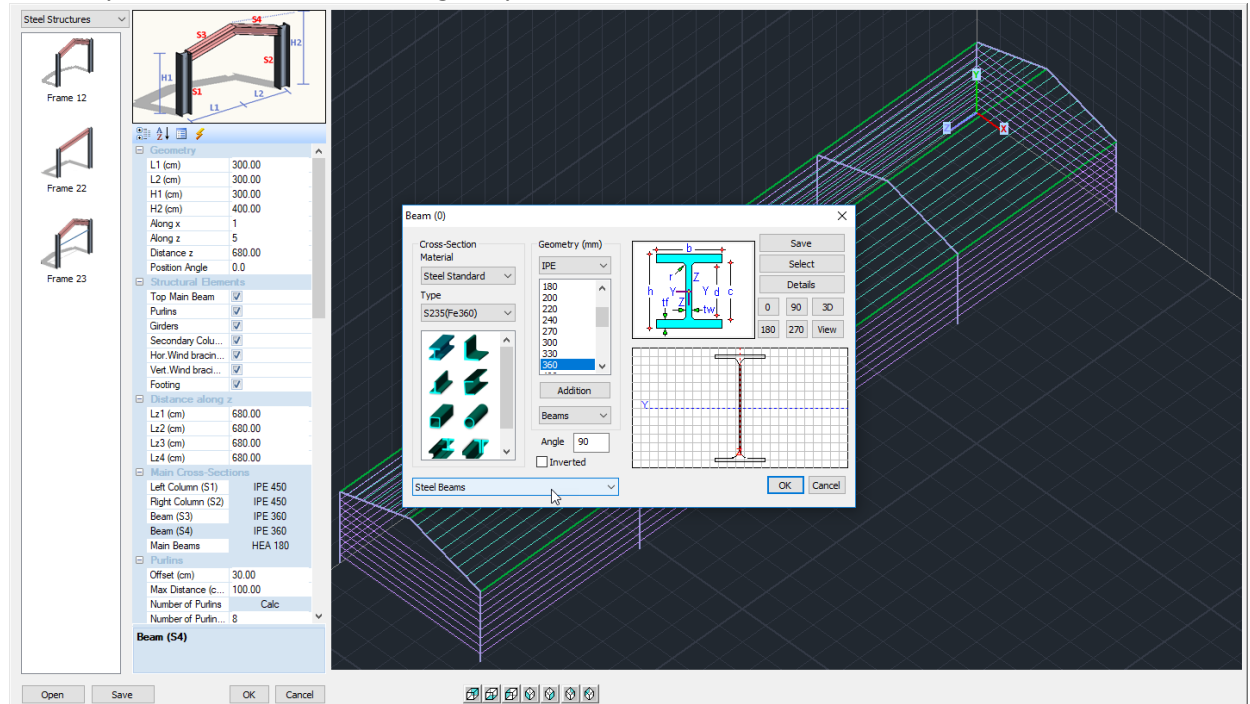 Steel Structures
Frame 12
Frame 22
Frame 23
S4
S3
H2
S2
H1
S1
L2
L1
Geometry
L1 (cm) 300.00
L2 (cm) 300.00
H1 (cm) 300.00
H2 (cm) 400.00
Along x 1
Along z 5
Distance z 680.00
Position Angle 0.0
Structural Elements
Top Main Beam
Purlins
Girders
Secondary Colu...
Hor.Wind bracin...
Vert.Wind braci...
Footing
Distance along z
Lz1 (cm) 680.00
Lz2 (cm) 680.00
Lz3 (cm) 680.00
Lz4 (cm) 680.00
Main Cross-Sections
Left Column (S1) IPE 450
Right Column (S2) IPE 450
Beam (S3) IPE 360
Beam (S4) IPE 360
Main Beams HEA 180
Purlins
Offset (cm) 30.00
Max Distance (c... 100.00
Number of Purlins Calc
Number of Purlin... 8
Beam (S4)
Open Save OK Cancel
Y
Z X
Beam (0)
Cross-Section
Material
Steel Standard
Type
S235(Fe360)
Steel Beams
Geometry (mm)
IPE
180
200
220
240
270
300
330
360
Addition
Beams
Angle 90
Inverted
b
r Z
h Y Y d c
tf Z tw
Save
Select
Details
0 90 3D
180 270 View
Y
OK Cancel